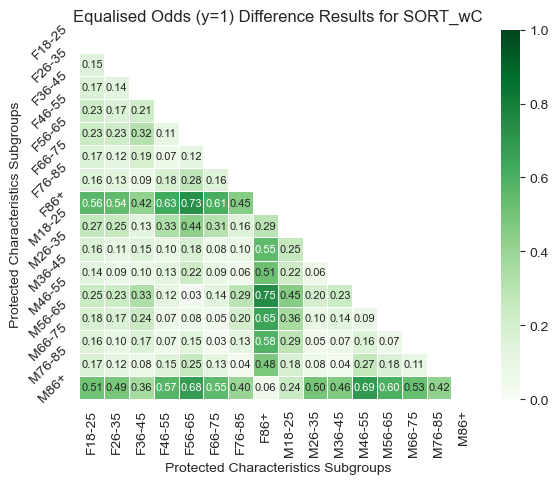 Equalised Odds (y=1) Difference Results for SORT_wC
Protected Characteristics Subgroups
F18-25
F26-35 0.15
F36-45 0.17 0.14
F46-55 0.23 0.17 0.21
F56-65 0.23 0.23 0.32 0.11
F66-75 0.17 0.12 0.19 0.07 0.12
F76-85 0.16 0.13 0.09 0.18 0.28 0.16
F86+ 0.56 0.54 0.42 0.63 0.73 0.61 0.45
M18-25 0.27 0.25 0.13 0.33 0.44 0.31 0.16 0.29
M26-35 0.16 0.11 0.15 0.10 0.18 0.08 0.10 0.55 0.25
M36-45 0.14 0.09 0.10 0.13 0.22 0.09 0.06 0.51 0.22 0.06
M46-55 0.25 0.23 0.33 0.12 0.03 0.14 0.29 0.75 0.45 0.20 0.23
M56-65 0.18 0.17 0.24 0.07 0.08 0.05 0.20 0.65 0.36 0.10 0.14 0.09
M66-75 0.16 0.10 0.17 0.07 0.15 0.03 0.13 0.58 0.29 0.05 0.07 0.16 0.07
M76-85 0.17 0.12 0.08 0.15 0.25 0.13 0.04 0.48 0.18 0.08 0.04 0.27 0.18 0.11
M86+ 0.51 0.49 0.36 0.57 0.68 0.55 0.40 0.06 0.24 0.50 0.46 0.69 0.60 0.53 0.42
F18-25 F26-35 F36-45 F46-55 F56-65 F66-75 F76-85 F86+ M18-25 M26-35 M36-45 M46-55 M56-65 M66-75 M76-85 M86+
Protected Characteristics Subgroups
1.0
0.8
0.6
0.4
0.2
0.0